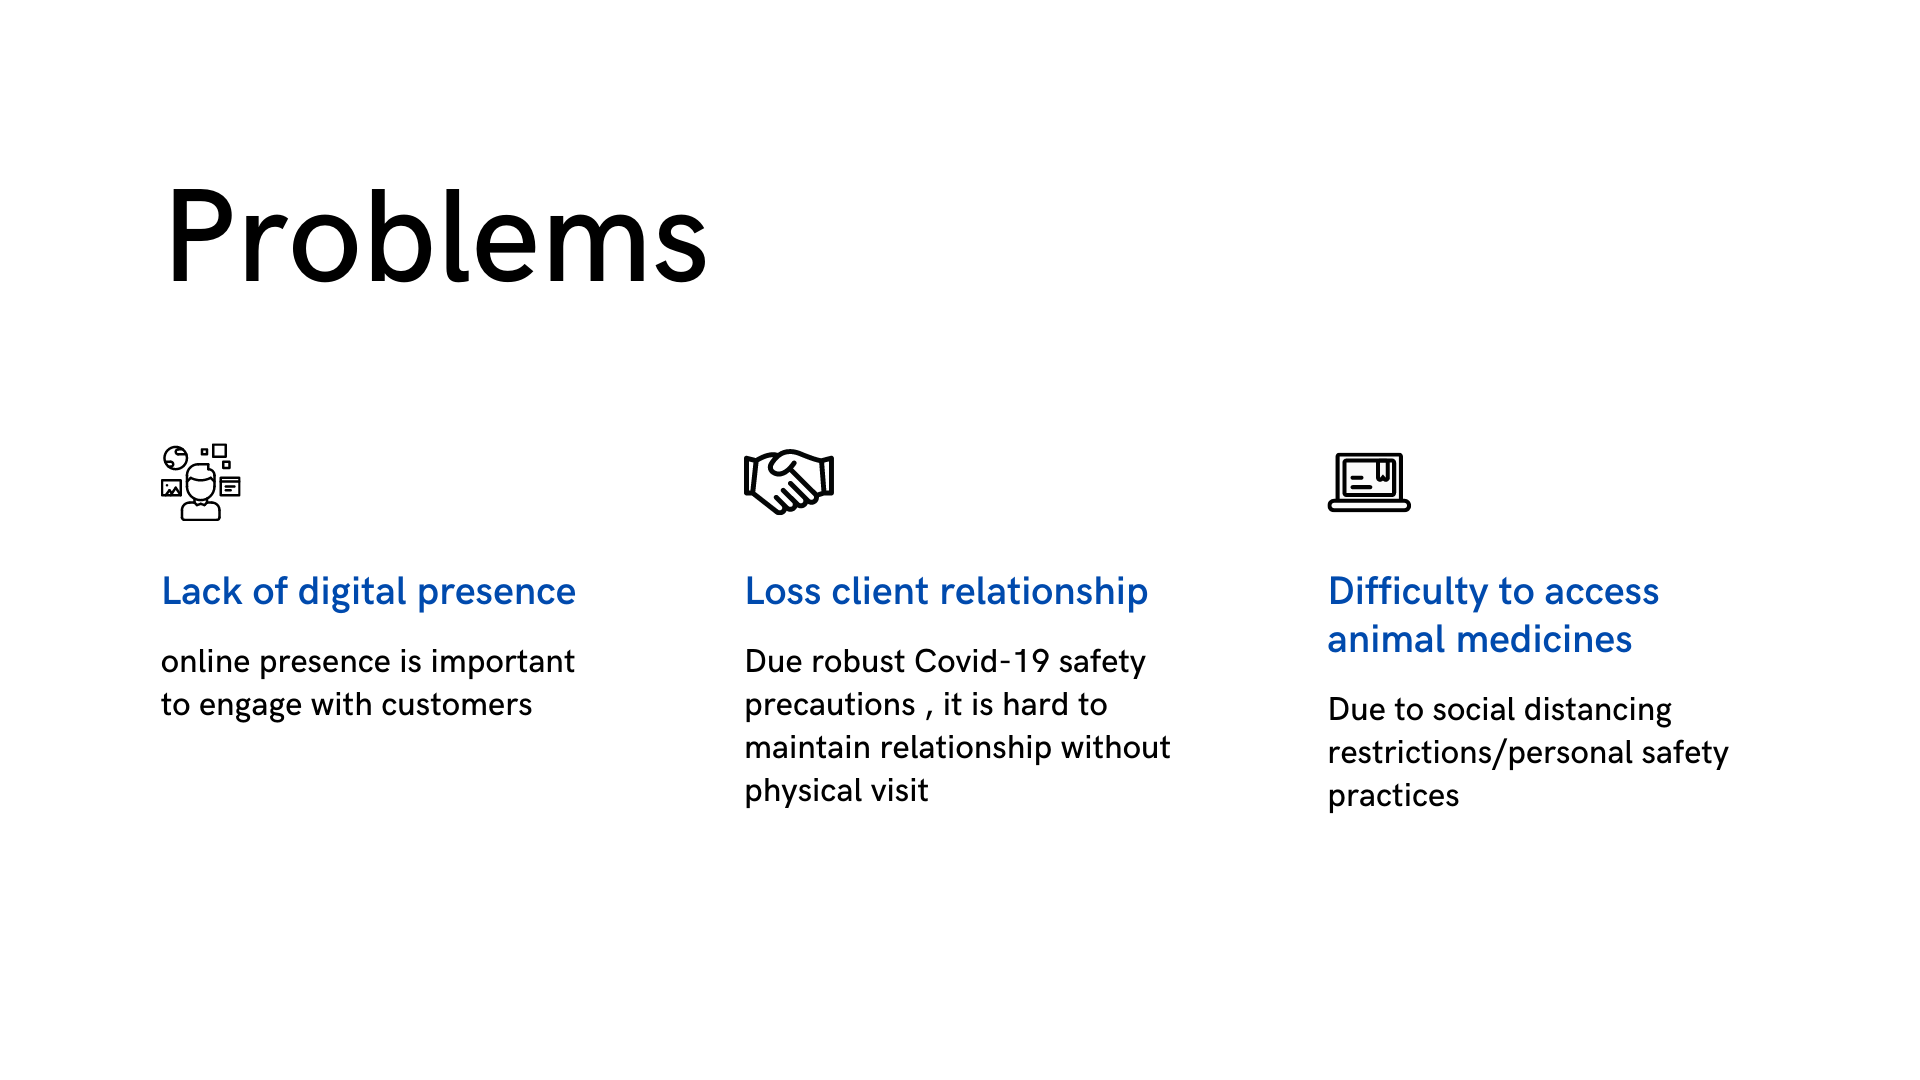 Problems
Lack of digital presence
online presence is important
to engage with customers
Loss client relationship
Due robust Covid-19 safety
precautions , it is hard to
maintain relationship without
physical visit
Difficulty to access
animal medicines
Due to social distancing
restrictions/personal safety
practices